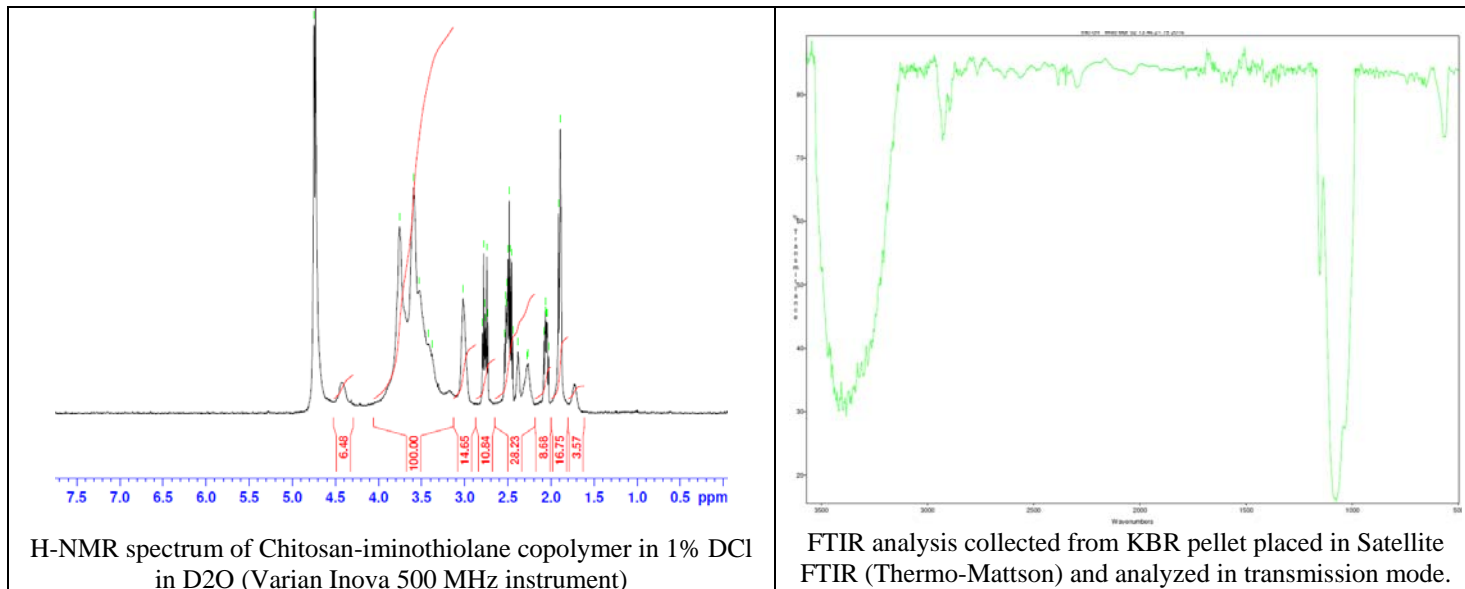 6.48
100.00
14.65
10.84
28.23
8.68
16.75
3.57
7.5 7.0 6.5 6.0 5.5 5.0 4.5 4.0 3.5 3.0 2.5 2.0 1.5 1.0 0.5 ppm
H-NMR spectrum of Chitosan-iminothiolane copolymer in 1% DCl
in D2O (Varian Inova 500 MHz instrument)
80
70
60
50
40
30
20
%Transmittance
3500 3000 2500 2000 1500 1000 500
Wavenumbers
FTIR analysis collected from KBR pellet placed in Satellite
FTIR (Thermo-Mattson) and analyzed in transmission mode.